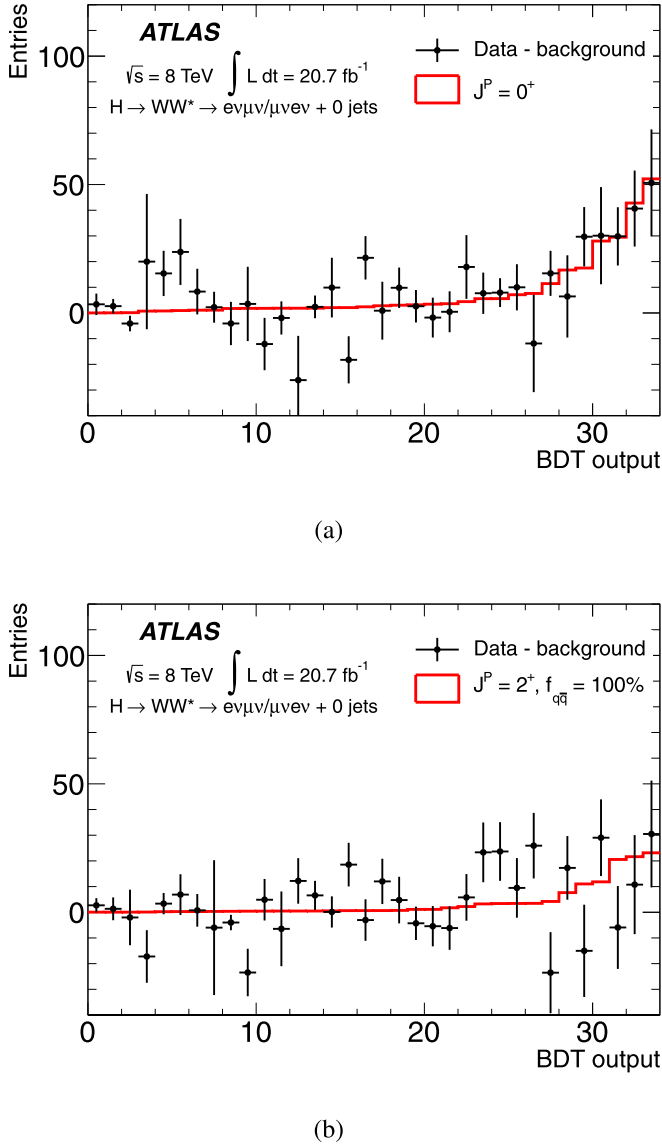 Entries
ATLAS
√s = 8 TeV ∫ L dt = 20.7 fb⁻¹
H → WW* → eνμν/μνeν + 0 jets
Data - background
Jᴾ = 0⁺
100
50
0
0 10 20 30
BDT output
(a)
Entries
ATLAS
√s = 8 TeV ∫ L dt = 20.7 fb⁻¹
H → WW* → eνμν/μνeν + 0 jets
Data - background
Jᴾ = 2⁺, f_qq̅ = 100%
100
50
0
0 10 20 30
BDT output
(b)